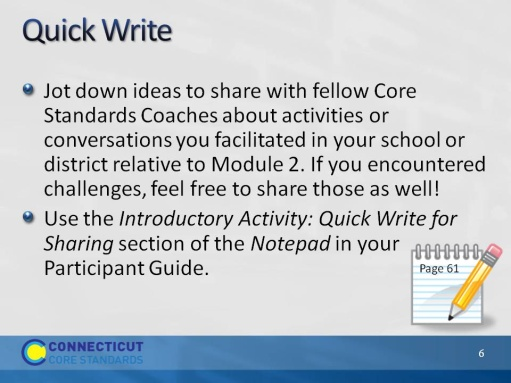 Quick Write
Jot down ideas to share with fellow Core
Standards Coaches about activities or
conversations you facilitated in your school or
district relative to Module 2. If you encountered
challenges, feel free to share those as well!
Use the Introductory Activity: Quick Write for
Sharing section of the Notepad in your
Participant Guide.
Page 61
CONNECTICUT
CORE STANDARDS
6